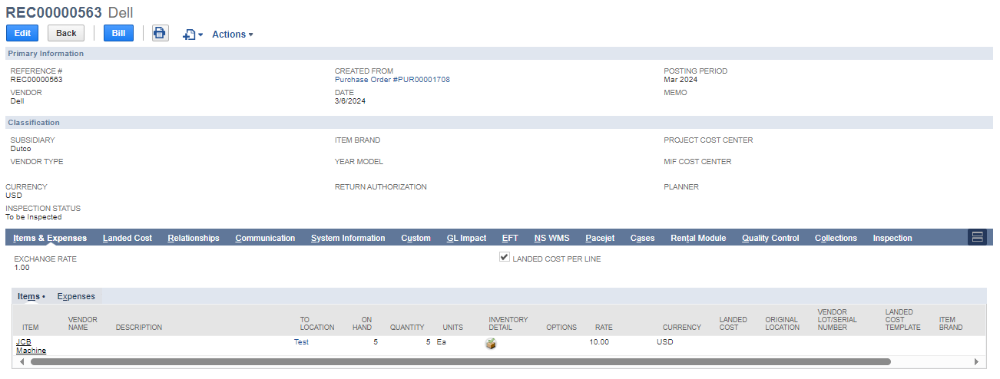 REC00000563 Dell
Edit Back Bill Actions
Primary Information
REFERENCE # CREATED FROM POSTING PERIOD
REC00000563 Purchase Order #PUR00001708 Mar 2024
VENDOR DATE MEMO
Dell 3/6/2024
Classification
SUBSIDIARY ITEM BRAND PROJECT COST CENTER
Dutco
VENDOR TYPE YEAR MODEL MIF COST CENTER
CURRENCY RETURN AUTHORIZATION PLANNER
USD
INSPECTION STATUS
To be Inspected
Items & Expenses Landed Cost Relationships Communication System Information Custom GL Impact EFT NS WMS Pacejet Cases Rental Module Quality Control Collections Inspection
EXCHANGE RATE LANDED COST PER LINE
1.00
Items • Expenses
ITEM VENDOR NAME DESCRIPTION TO LOCATION ON HAND QUANTITY UNITS INVENTORY DETAIL OPTIONS RATE CURRENCY LANDED COST ORIGINAL LOCATION VENDOR LOT/SERIAL NUMBER LANDED COST TEMPLATE ITEM BRAND
JCB Test 5 5 Ea 10.00 USD
Machine